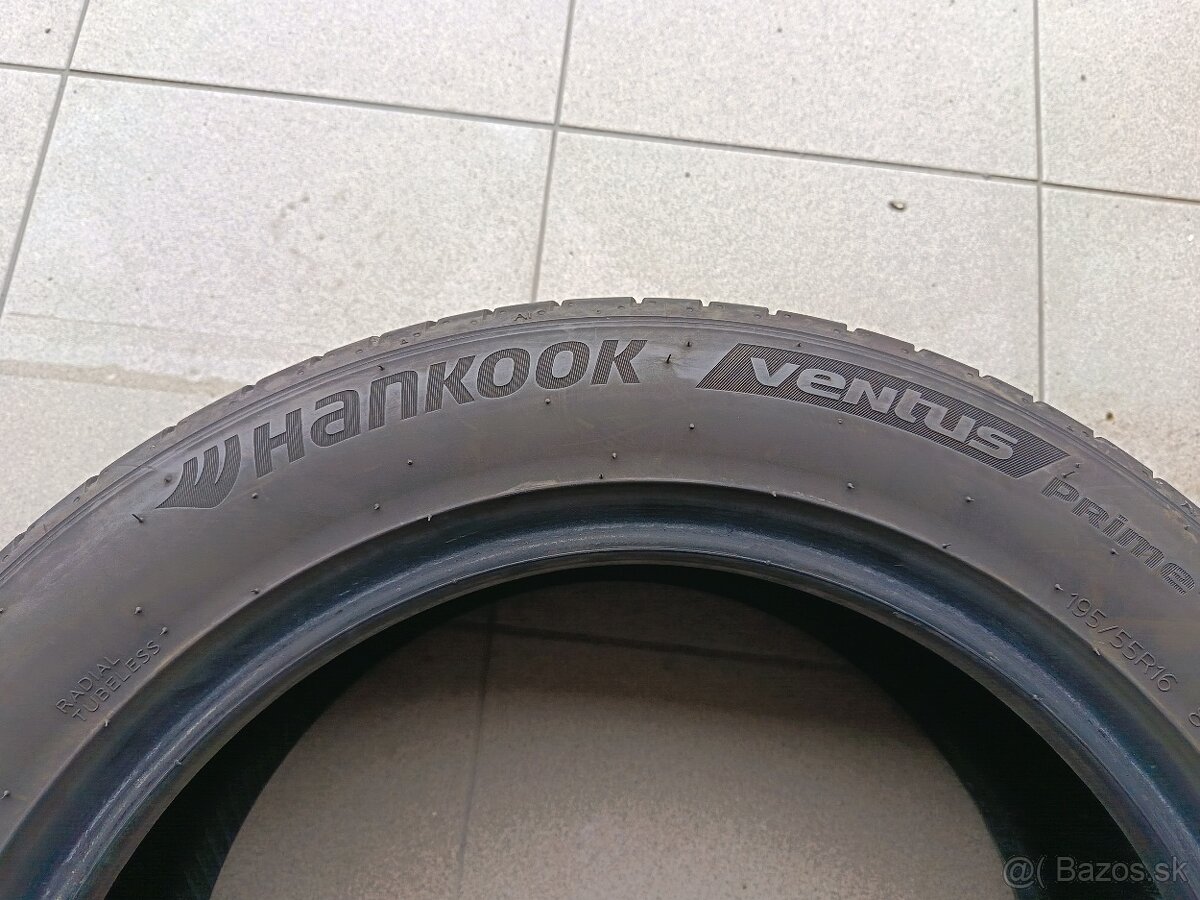 HANKOOK
VENTUS
PRIME
195/55R16
RADIAL
TUBELESS
@( Bazos.sk